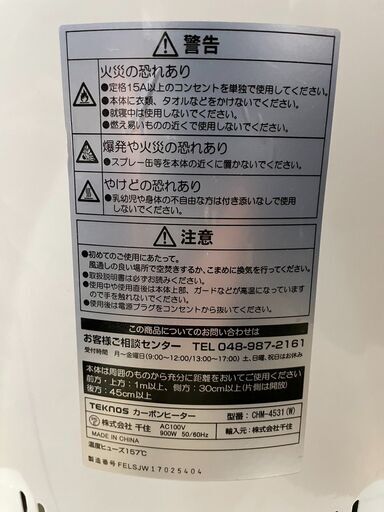 警告
火災の恐れあり
●定格15A以上のコンセントを単独で使用してください。
●本体に衣類、タオルなどをかけないでください。
●就寝中は使用しないでください。
●燃え易いものの近くで使用しないでください。
爆発や火災の恐れあり
●スプレー缶等を本体の近くに置かないでください。
やけどの恐れあり
●乳幼児や身体の不自由な方は付き添いなしで使用
しないでください。
注意
●初めてのご使用にあたって。
風通しの良い場所で空焚きするか、こまめに換気を行ってください。
●取扱説明書は必ずお読みください。
●使用中や使用直後は本体上部、ガードなどが高温になっていますので手を触れないでください。
●使用後は電源プラグをコンセントから抜いてください。
この商品についてのお問い合わせは
お客様ご相談センター TEL 048-987-2161
受付時間 月～金曜日(9:00～12:00/13:00～17:00) 土、日曜、祝日はお休み
本体は周囲のものから充分に距離をおいてご使用ください
前方・上方:1m以上、側方:30cm以上(片側は開放)
後方:45cm以上
TEKNOS カーボンヒーター 型番: CHM-4531(W)
株式会社 千住 AC100V 輸入元:株式会社 千住
MADE IN CHINA 900W 50/60Hz
温度ヒューズ157℃
製造番号 FELSJW17025404